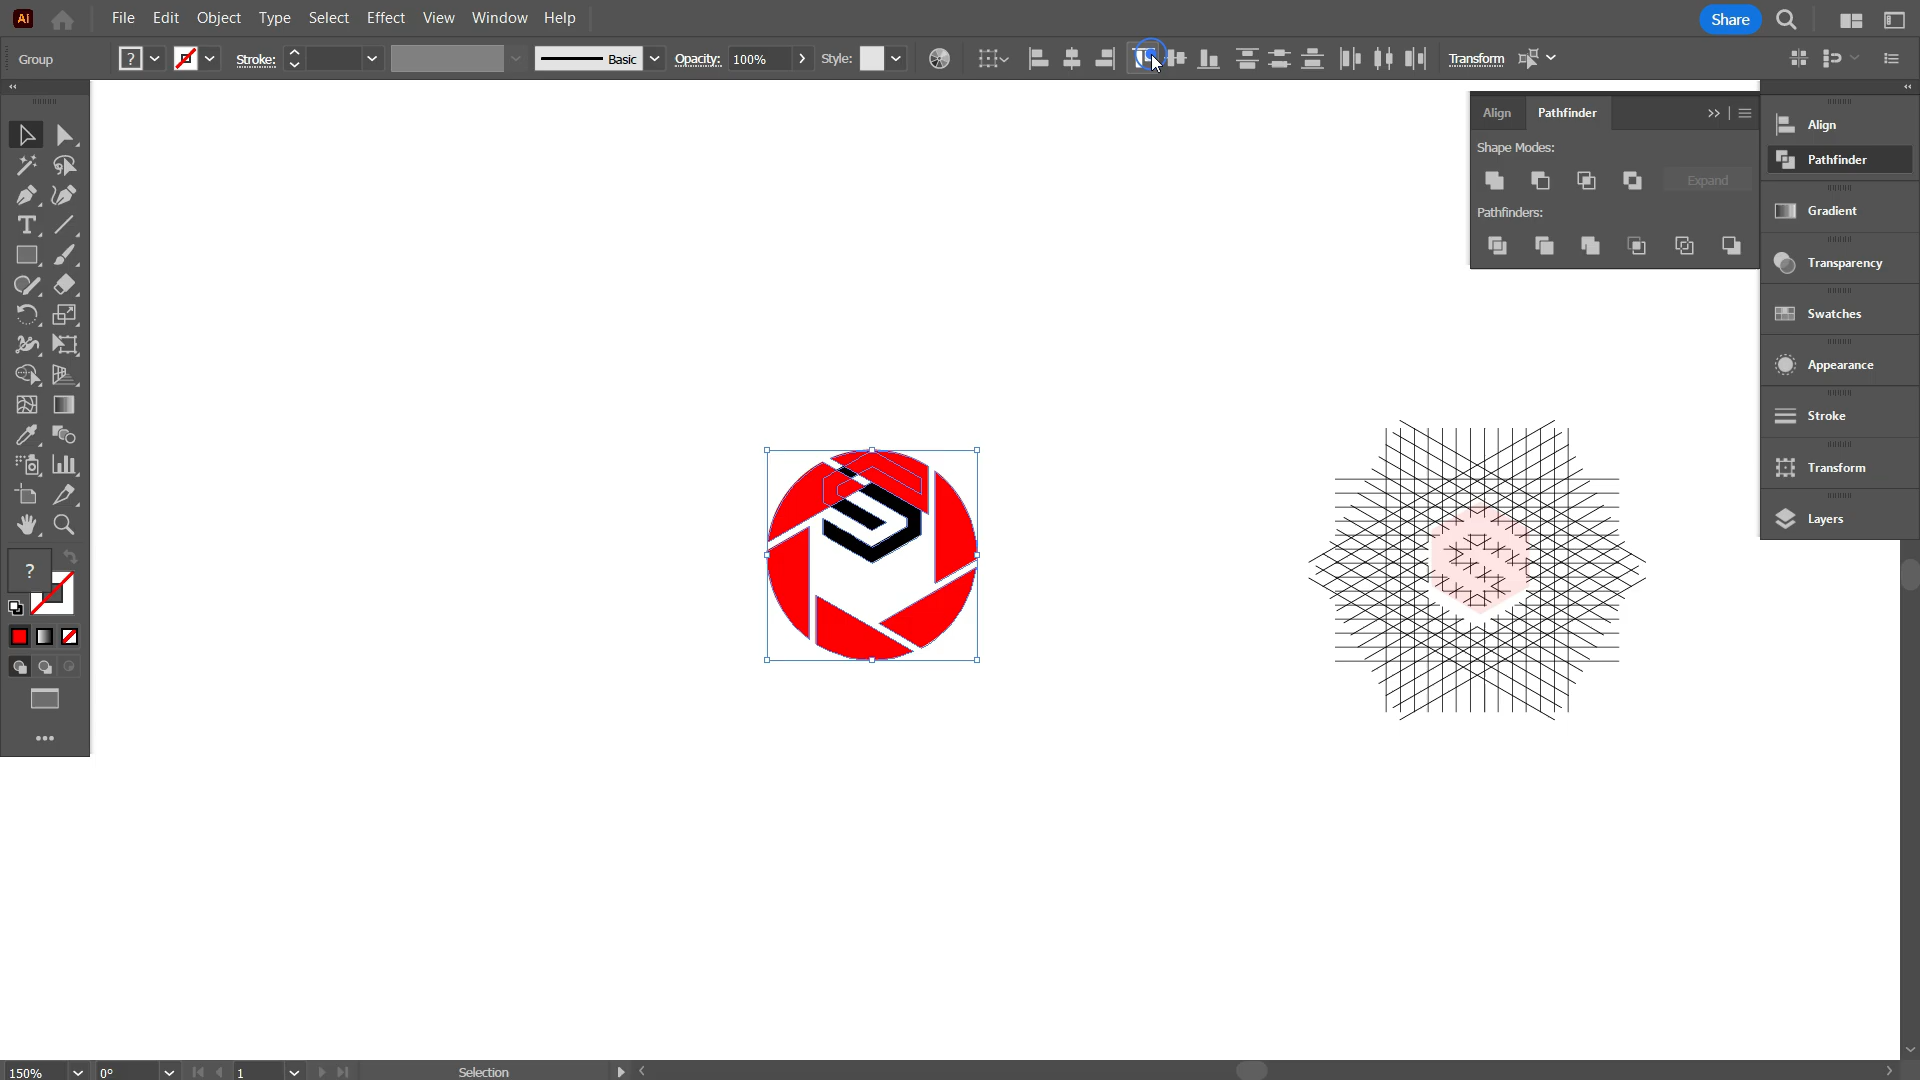 Ai File Edit Object Type Select Effect View Window Help Share
Group ? Stroke: Basic Opacity: 100% Style: Transform
Align Pathfinder
Shape Modes:
Expand
Pathfinders:
Align
Pathfinder
Gradient
Transparency
Swatches
Appearance
Stroke
Transform
Layers
T
?
150% 0° 1 Selection